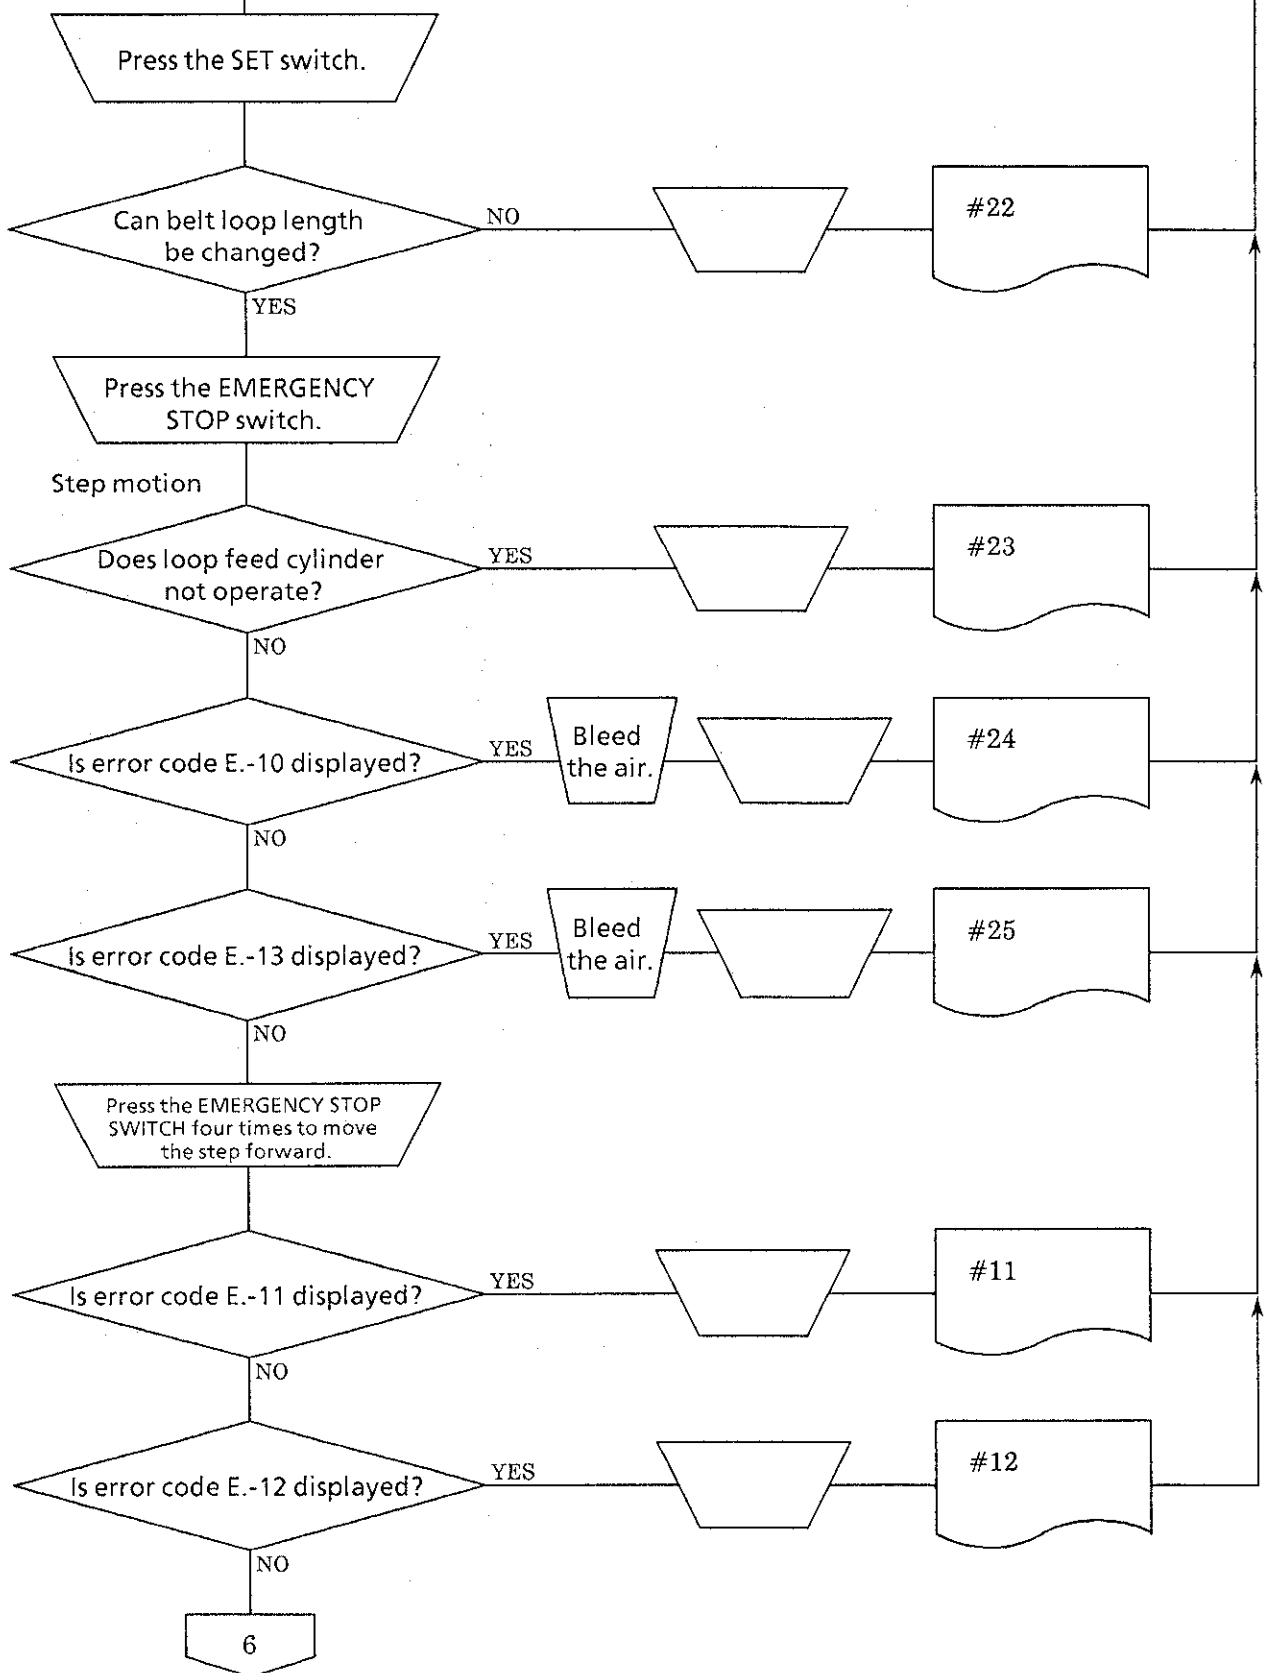 Press the SET switch.
Can belt loop length
be changed?
NO
#22
YES
Press the EMERGENCY
STOP switch.
Step motion
Does loop feed cylinder
not operate?
YES
#23
NO
Is error code E.-10 displayed?
YES
Bleed
the air.
#24
NO
Is error code E.-13 displayed?
YES
Bleed
the air.
#25
NO
Press the EMERGENCY STOP
SWITCH four times to move
the step forward.
Is error code E.-11 displayed?
YES
#11
NO
Is error code E.-12 displayed?
YES
#12
NO
6